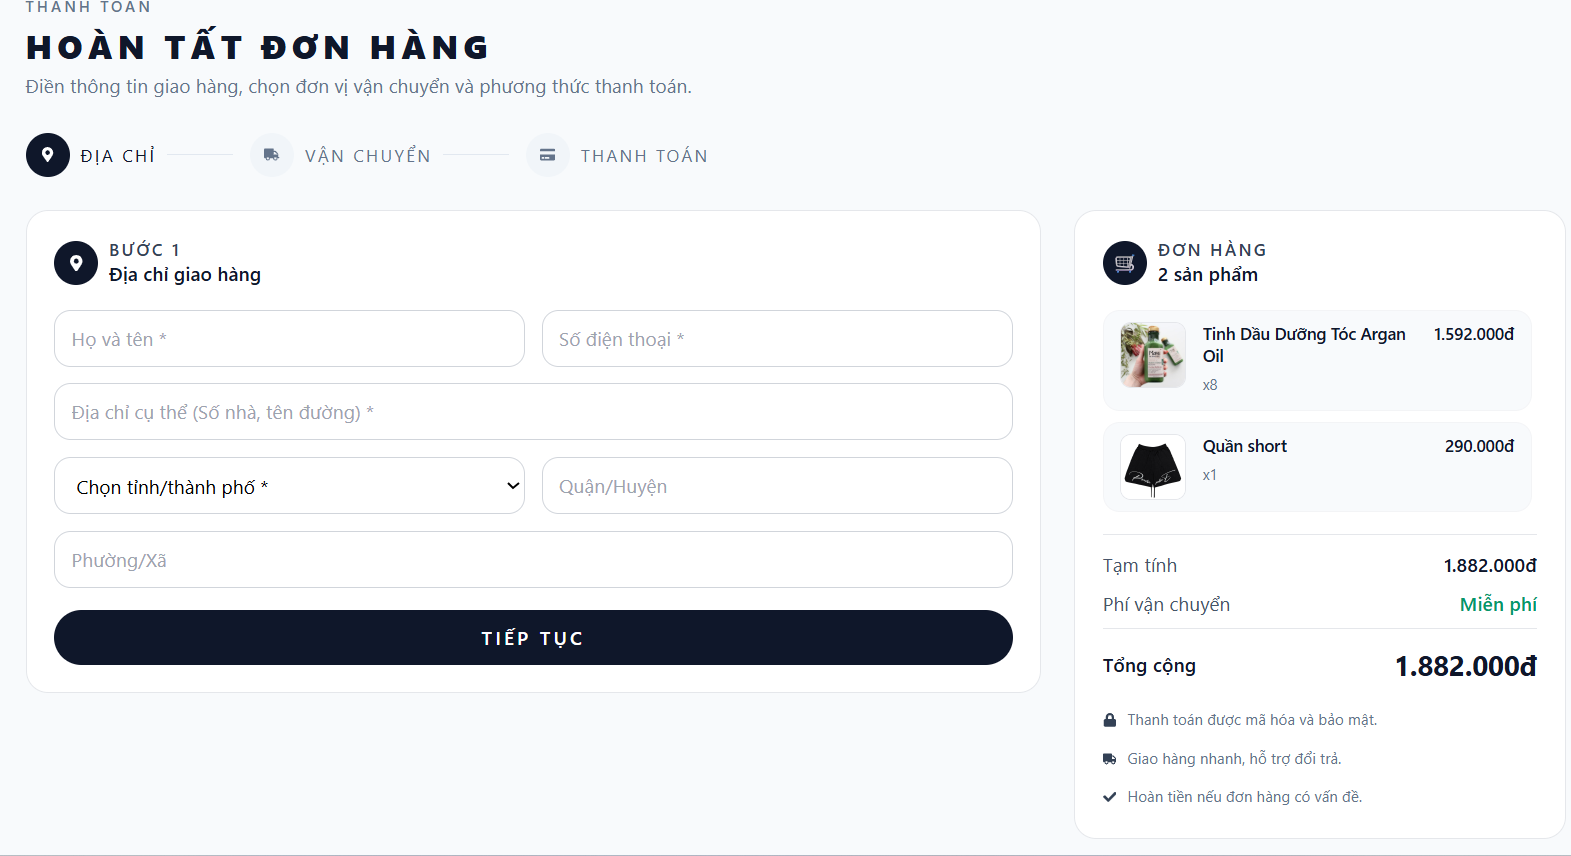 THANH TOÁN
HOÀN TẤT ĐƠN HÀNG
Điền thông tin giao hàng, chọn đơn vị vận chuyển và phương thức thanh toán.
ĐỊA CHỈ
VẬN CHUYỂN
THANH TOÁN
BƯỚC 1
Địa chỉ giao hàng
Họ và tên *
Số điện thoại *
Địa chỉ cụ thể (Số nhà, tên đường) *
Chọn tỉnh/thành phố *
Quận/Huyện
Phường/Xã
TIẾP TỤC
ĐƠN HÀNG
2 sản phẩm
Tinh Dầu Dưỡng Tóc Argan 1.592.000đ
Oil
x8
Quần short 290.000đ
x1
Tạm tính 1.882.000đ
Phí vận chuyển Miễn phí
Tổng cộng 1.882.000đ
Thanh toán được mã hóa và bảo mật.
Giao hàng nhanh, hỗ trợ đổi trả.
Hoàn tiền nếu đơn hàng có vấn đề.